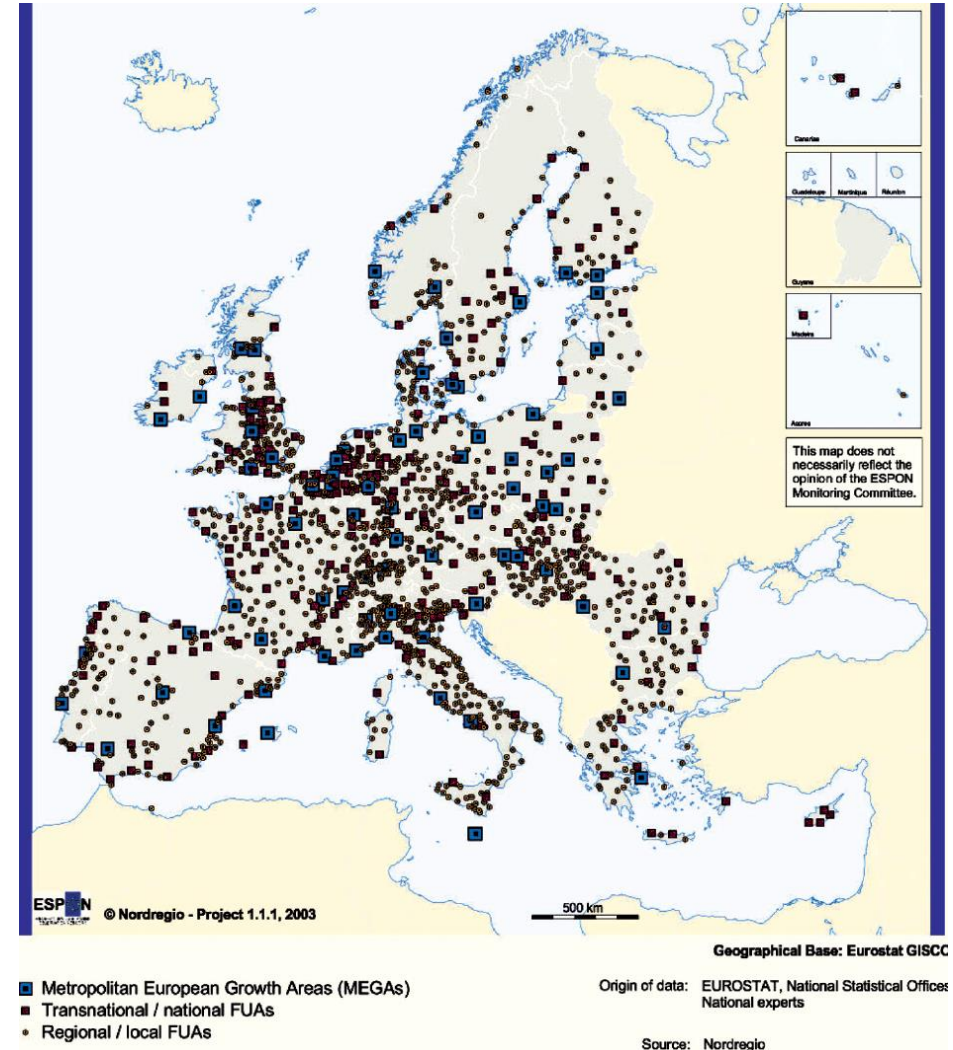 Canarias
Guadeloupe
Martinique
Réunion
Guyane
Madeira
Azores
This map does not
necessarily reflect the
opinion of the ESPON
Monitoring Committee.
ESPON
© Nordregio - Project 1.1.1, 2003
500 km
Geographical Base: Eurostat GISCO
Metropolitan European Growth Areas (MEGAs)
Transnational / national FUAs
Regional / local FUAs
Origin of data: EUROSTAT, National Statistical Offices
National experts
Source: Nordregio